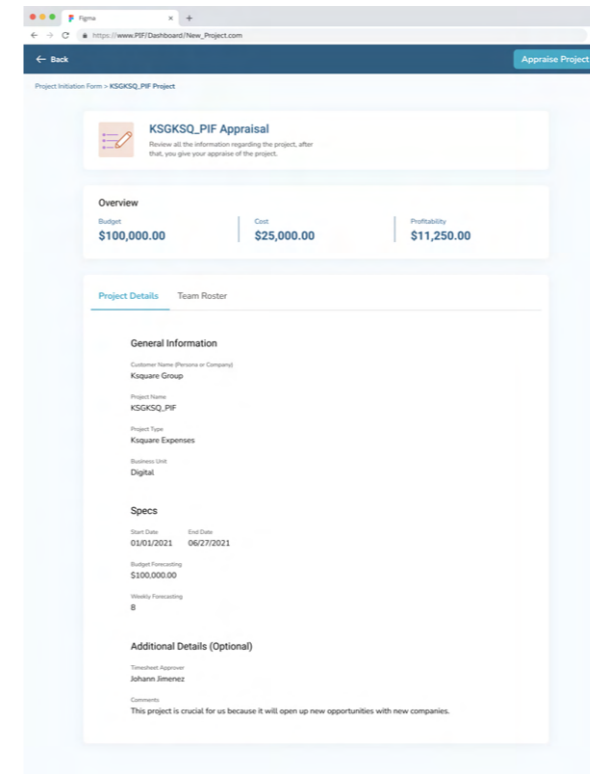 Figma
https://www.PIF/Dashboard/New_Project.com
Back
Appraise Project
Project Initiation Form > KSGKSQ_PIF Project
KSGKSQ_PIF Appraisal
Review all the information regarding the project, after
that, you give your appraise of the project.
Overview
Budget Cost Profitability
$100,000.00 $25,000.00 $11,250.00
Project Details Team Roster
General Information
Customer Name (Persona or Company)
Ksquare Group
Project Name
KSGKSQ_PIF
Project Type
Ksquare Expenses
Business Unit
Digital
Specs
Start Date End Date
01/01/2021 06/27/2021
Budget Forecasting
$100,000.00
Weekly Forecasting
8
Additional Details (Optional)
Timesheet Approver
Johann Jimenez
Comments
This project is crucial for us because it will open up new opportunities with new companies.